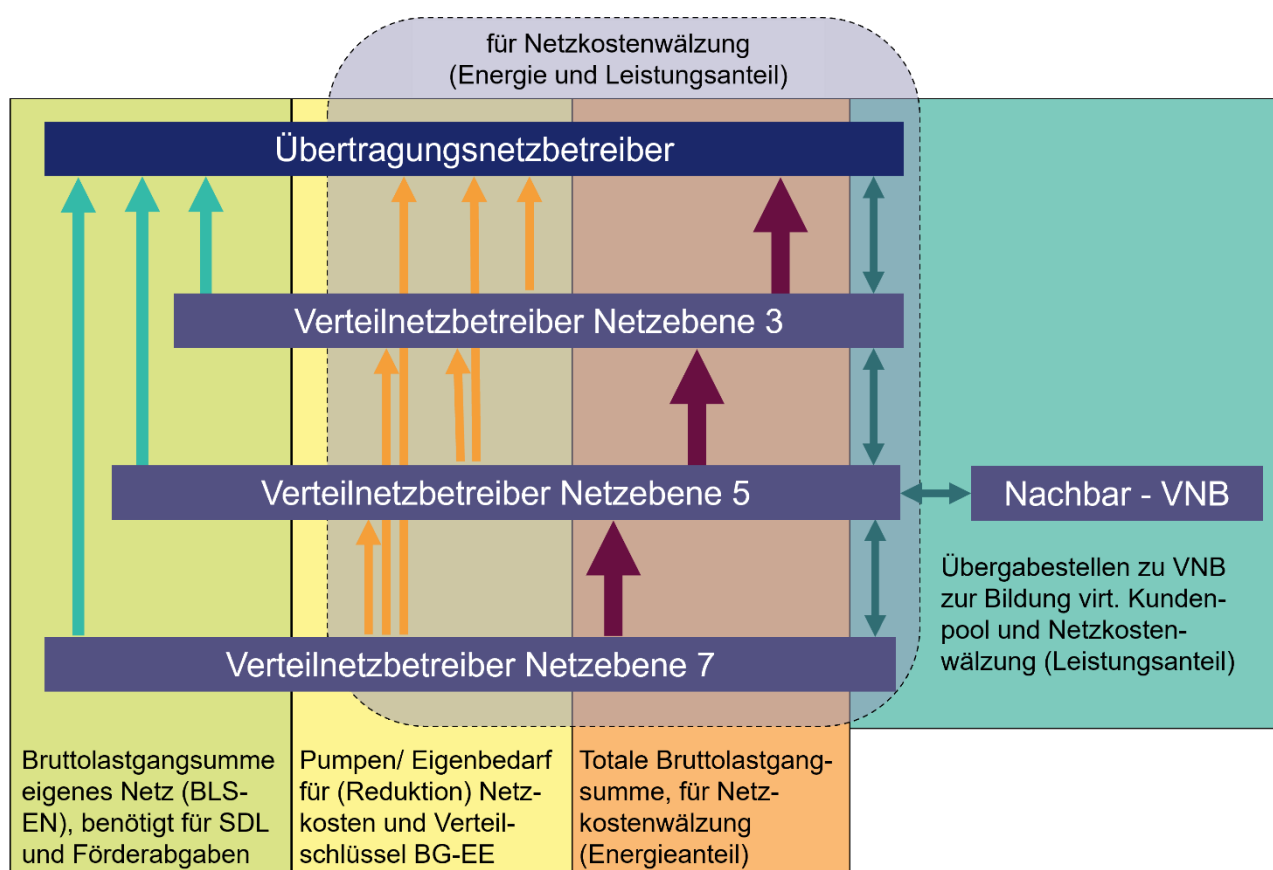 für Netzkostenwälzung
(Energie und Leistungsanteil)
Übertragungsnetzbetreiber
Verteilnetzbetreiber Netzebene 3
Verteilnetzbetreiber Netzebene 5
Nachbar - VNB
Übergabestellen zu VNB
zur Bildung virt. Kunden-
pool und Netzkosten-
wälzung (Leistungsanteil)
Verteilnetzbetreiber Netzebene 7
Bruttolastgangsumme
eigenes Netz (BLS-
EN), benötigt für SDL
und Förderabgaben
Pumpen/ Eigenbedarf
für (Reduktion) Netz-
kosten und Verteil-
schlüssel BG-EE
Totale Bruttolastgang-
summe, für Netz-
kostenwälzung
(Energieanteil)